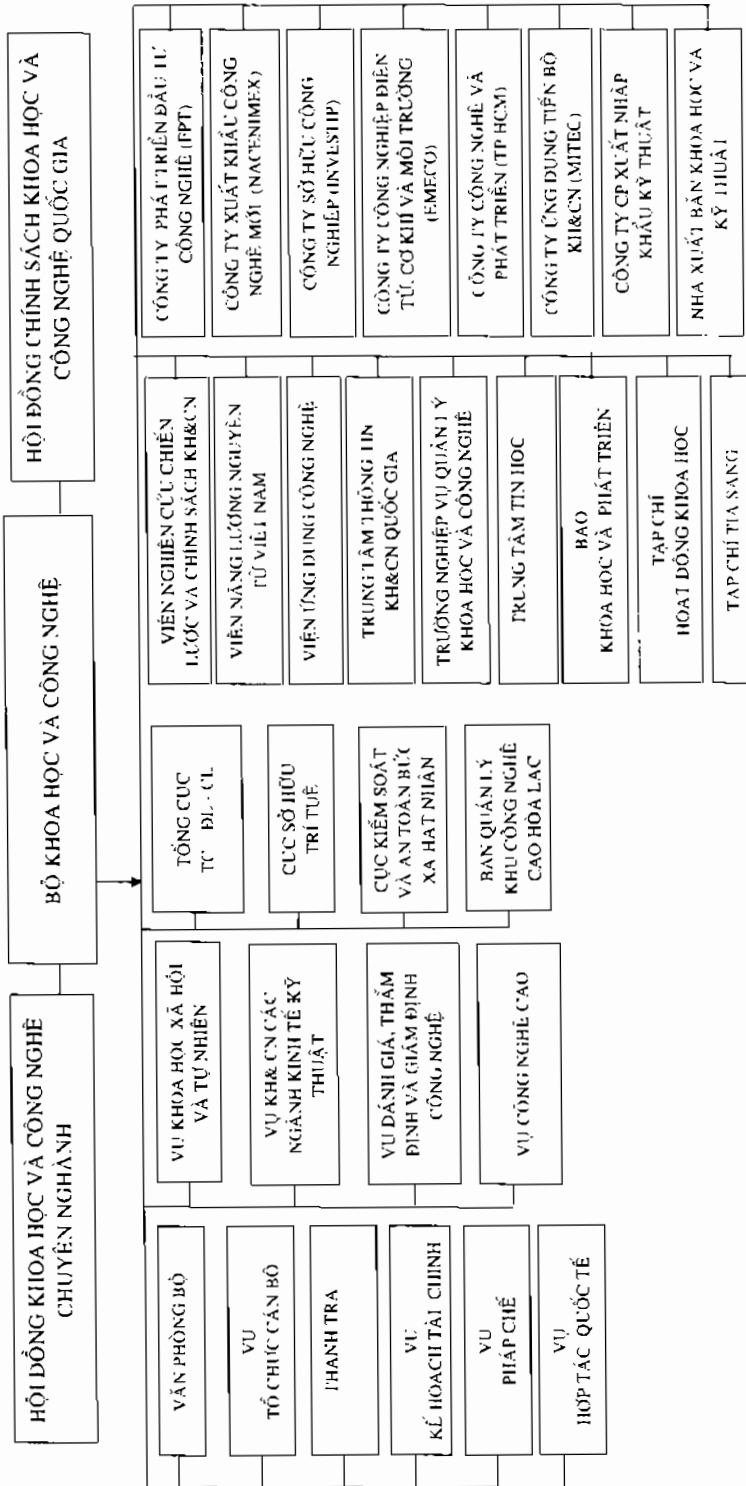 HỘI ĐỒNG KHOA HỌC VÀ CÔNG NGHỆ
CHUYÊN NGHÀNH
BỘ KHOA HỌC VÀ CÔNG NGHỆ
HỘI ĐỒNG CHÍNH SÁCH KHOA HỌC VÀ
CÔNG NGHỆ QUỐC GIA
VĂN PHÒNG BỘ
VỤ
TỔ CHỨC CÁN BỘ
THANH TRA
VỤ
KẾ HOẠCH TÀI CHÍNH
VỤ
PHÁP CHẾ
VỤ
HỢP TÁC QUỐC TẾ
VỤ KHOA HỌC XÃ HỘI
VÀ TỰ NHIÊN
VỤ KH& CN CÁC
NGÀNH KINH TẾ KỸ
THUẬT
VỤ ĐÁNH GIÁ, THẨM
ĐỊNH VÀ GIÁM ĐỊNH
CÔNG NGHỆ
VỤ CÔNG NGHỆ CAO
TỔNG CỤC
TC ĐL - CL
CỤC SỞ HỮU
TRÍ TUỆ
CỤC KIỂM SOÁT
VÀ AN TOÀN BỨC
XẠ HẠT NHÂN
BAN QUẢN LÝ
KHU CÔNG NGHỆ
CAO HÒA LẠC
VIỆN NGHIÊN CỨU CHIẾN
LƯỢC VÀ CHÍNH SÁCH KH&CN
VIỆN NĂNG LƯỢNG NGUYÊN
TỬ VIỆT NAM
VIỆN ỨNG DỤNG CÔNG NGHỆ
TRUNG TÂM THÔNG TIN
KH&CN QUỐC GIA
TRƯỜNG NGHIỆP VỤ QUẢN LÝ
KHOA HỌC VÀ CÔNG NGHỆ
TRUNG TÂM TIN HỌC
BÁO
KHOA HỌC VÀ PHÁT TRIỂN
TẠP CHÍ
HOẠT ĐỘNG KHOA HỌC
TẠP CHÍ TIA SÁNG
CÔNG TY PHÁT TRIỂN ĐẦU TƯ
CÔNG NGHỆ (FPT)
CÔNG TY XUẤT KHẨU CÔNG
NGHỆ MỚI (NACENIMEX)
CÔNG TY SỞ HỮU CÔNG
NGHIỆP (INVESTIP)
CÔNG TY CÔNG NGHIỆP ĐIỆN
TỬ, CƠ KHÍ VÀ MÔI TRƯỜNG
(EMECO)
CÔNG TY CÔNG NGHỆ VÀ
PHÁT TRIỂN (TP HCM)
CÔNG TY ỨNG DỤNG TIẾN BỘ
KH&CN (MITEC)
CÔNG TY CP XUẤT NHẬP
KHẨU KỸ THUẬT
NHÀ XUẤT BẢN KHOA HỌC VÀ
KỸ THUẬT